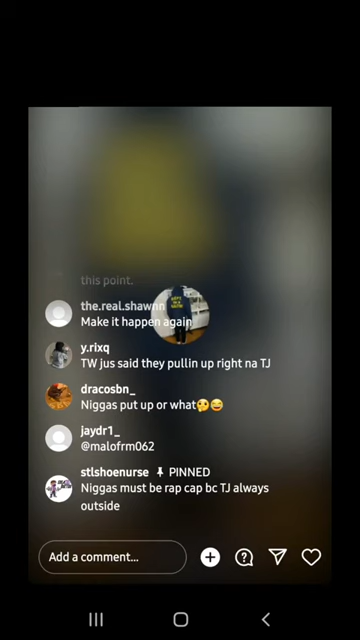 this point.
the.real.shawnn
Make it happen again
y.rixq
TW jus said they pullin up right na TJ
dracosbn_
Niggas put up or what🤔😂
jaydr1_
@malofrm062
stlshoenurse 📌 PINNED
Niggas must be rap cap bc TJ always
outside
Add a comment...